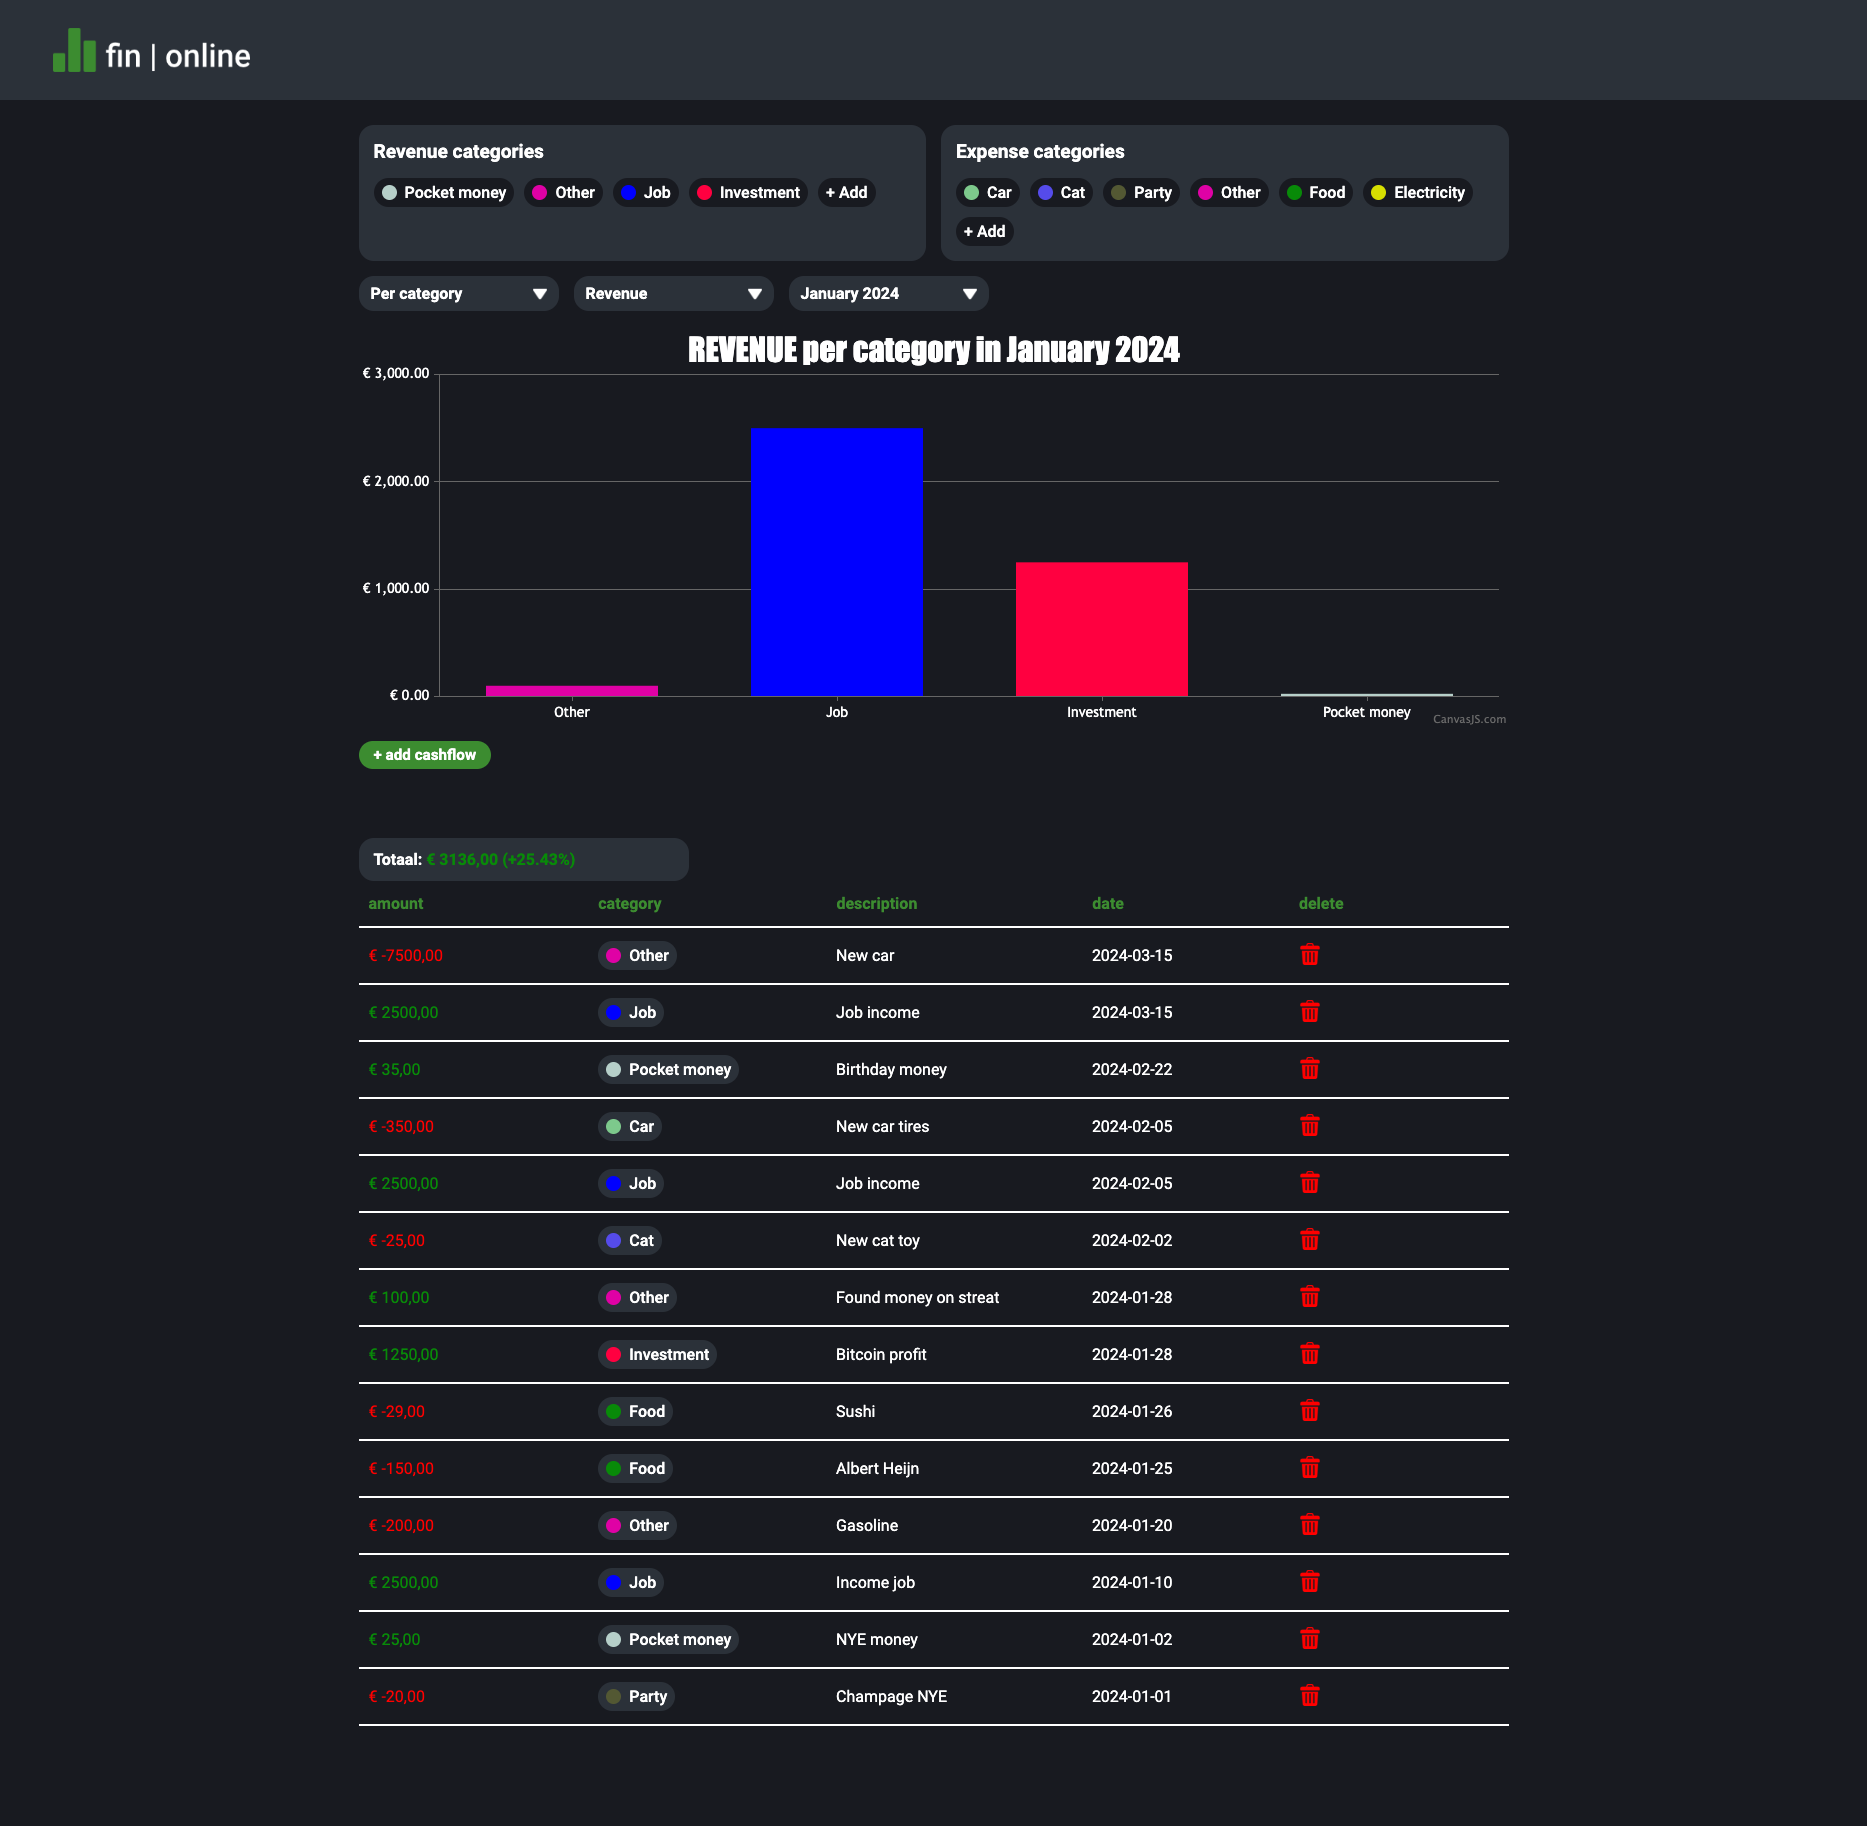 fin | online
Revenue categories
Pocket money Other Job Investment + Add
Expense categories
Car Cat Party Other Food Electricity
+ Add
Per category Revenue January 2024
REVENUE per category in January 2024
€ 3,000.00
€ 2,000.00
€ 1,000.00
€ 0.00
Other Job Investment Pocket money
CanvasJS.com
+ add cashflow
Totaal: € 3136,00 (+25.43%)
amount category description date delete
€ -7500,00 Other New car 2024-03-15
€ 2500,00 Job Job income 2024-03-15
€ 35,00 Pocket money Birthday money 2024-02-22
€ -350,00 Car New car tires 2024-02-05
€ 2500,00 Job Job income 2024-02-05
€ -25,00 Cat New cat toy 2024-02-02
€ 100,00 Other Found money on streat 2024-01-28
€ 1250,00 Investment Bitcoin profit 2024-01-28
€ -29,00 Food Sushi 2024-01-26
€ -150,00 Food Albert Heijn 2024-01-25
€ -200,00 Other Gasoline 2024-01-20
€ 2500,00 Job Income job 2024-01-10
€ 25,00 Pocket money NYE money 2024-01-02
€ -20,00 Party Champage NYE 2024-01-01